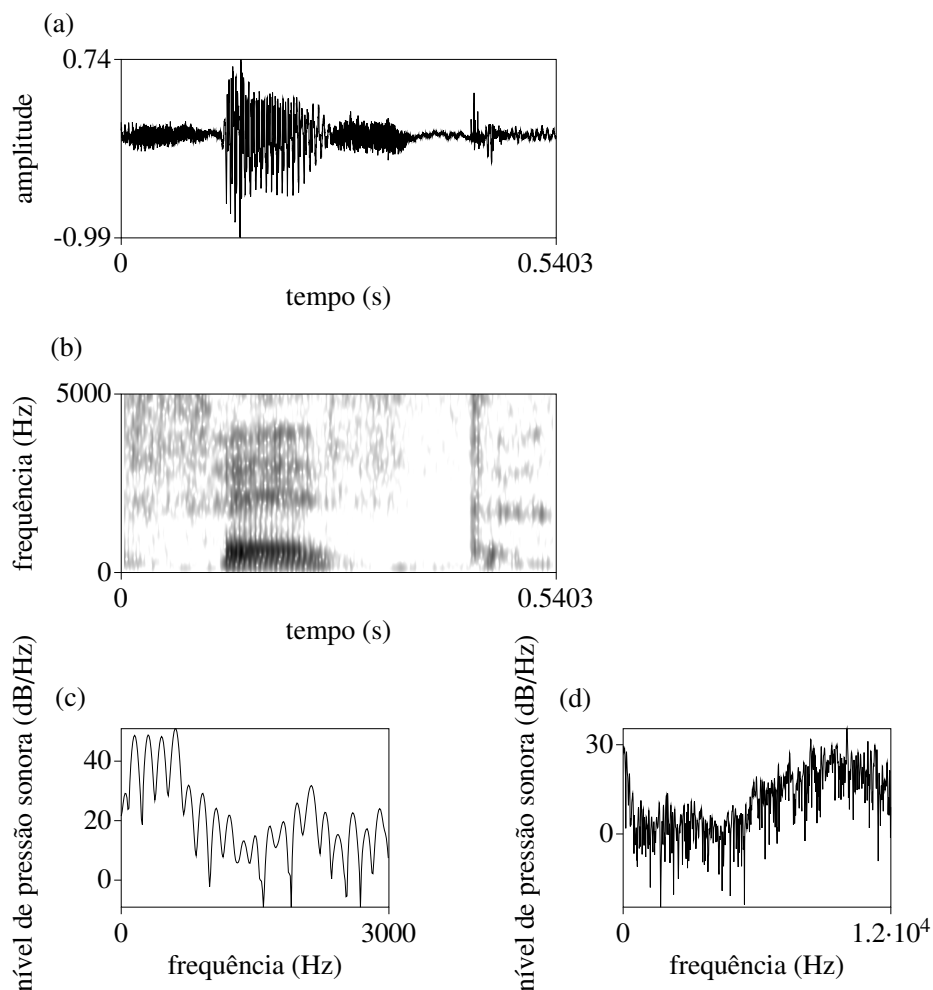 (a)
0.74
amplitude
-0.99
0
0.5403
tempo (s)
(b)
5000
frequência (Hz)
0
0
0.5403
tempo (s)
(c)
nível de pressão sonora (dB/Hz)
40
20
0
0
3000
frequência (Hz)
(d)
nível de pressão sonora (dB/Hz)
30
0
0
1.2·10⁴
frequência (Hz)